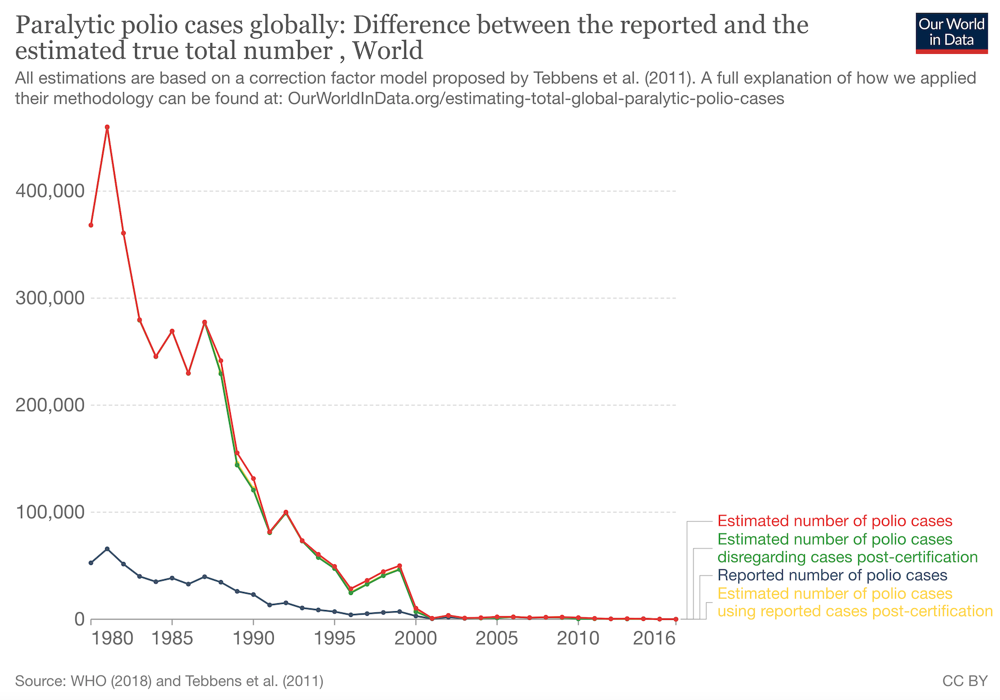 Paralytic polio cases globally: Difference between the reported and the
estimated true total number , World
Our World
in Data
All estimations are based on a correction factor model proposed by Tebbens et al. (2011). A full explanation of how we applied
their methodology can be found at: OurWorldInData.org/estimating-total-global-paralytic-polio-cases
400,000
300,000
200,000
100,000
0
Estimated number of polio cases
Estimated number of polio cases
disregarding cases post-certification
Reported number of polio cases
Estimated number of polio cases
using reported cases post-certification
1980 1985 1990 1995 2000 2005 2010 2016
Source: WHO (2018) and Tebbens et al. (2011)
CC BY